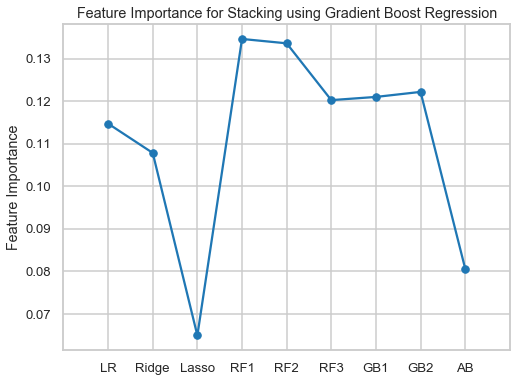 Feature Importance for Stacking using Gradient Boost Regression
Feature Importance
0.13
0.12
0.11
0.10
0.09
0.08
0.07
LR Ridge Lasso RF1 RF2 RF3 GB1 GB2 AB